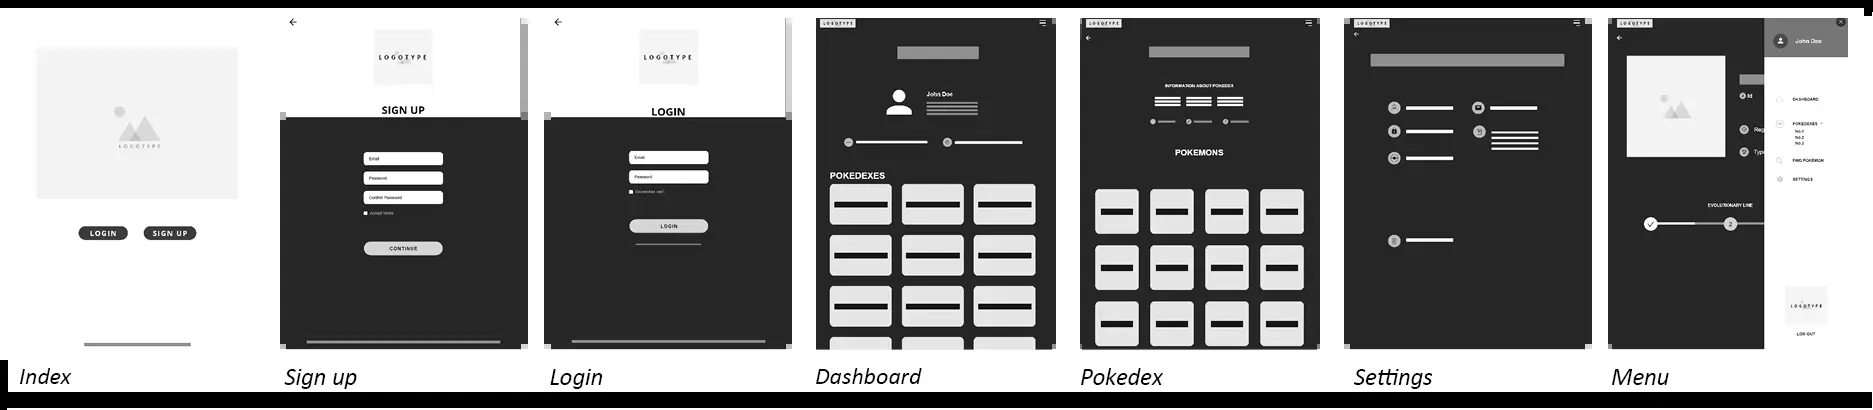 LOGOTYPE
LOGIN
SIGN UP
Index
LOGOTYPE
SIGN UP
Email
Password
Confirm Password
Accept terms
CONTINUE
Sign up
LOGOTYPE
LOGIN
Email
Password
Remember me?
LOGIN
Login
LOGOTYPE
John Doe
POKEDEXES
Dashboard
LOGOTYPE
INFORMATION ABOUT POKEDEX
POKEMONS
Pokedex
LOGOTYPE
Settings
LOGOTYPE
Id
Reg
Type
EVOLUTIONARY LINE
2
John Doe
DASHBOARD
POKEDEXES
No.1
No.2
No.3
FIND POKEMON
SETTINGS
LOGOTYPE
LOG OUT
Menu